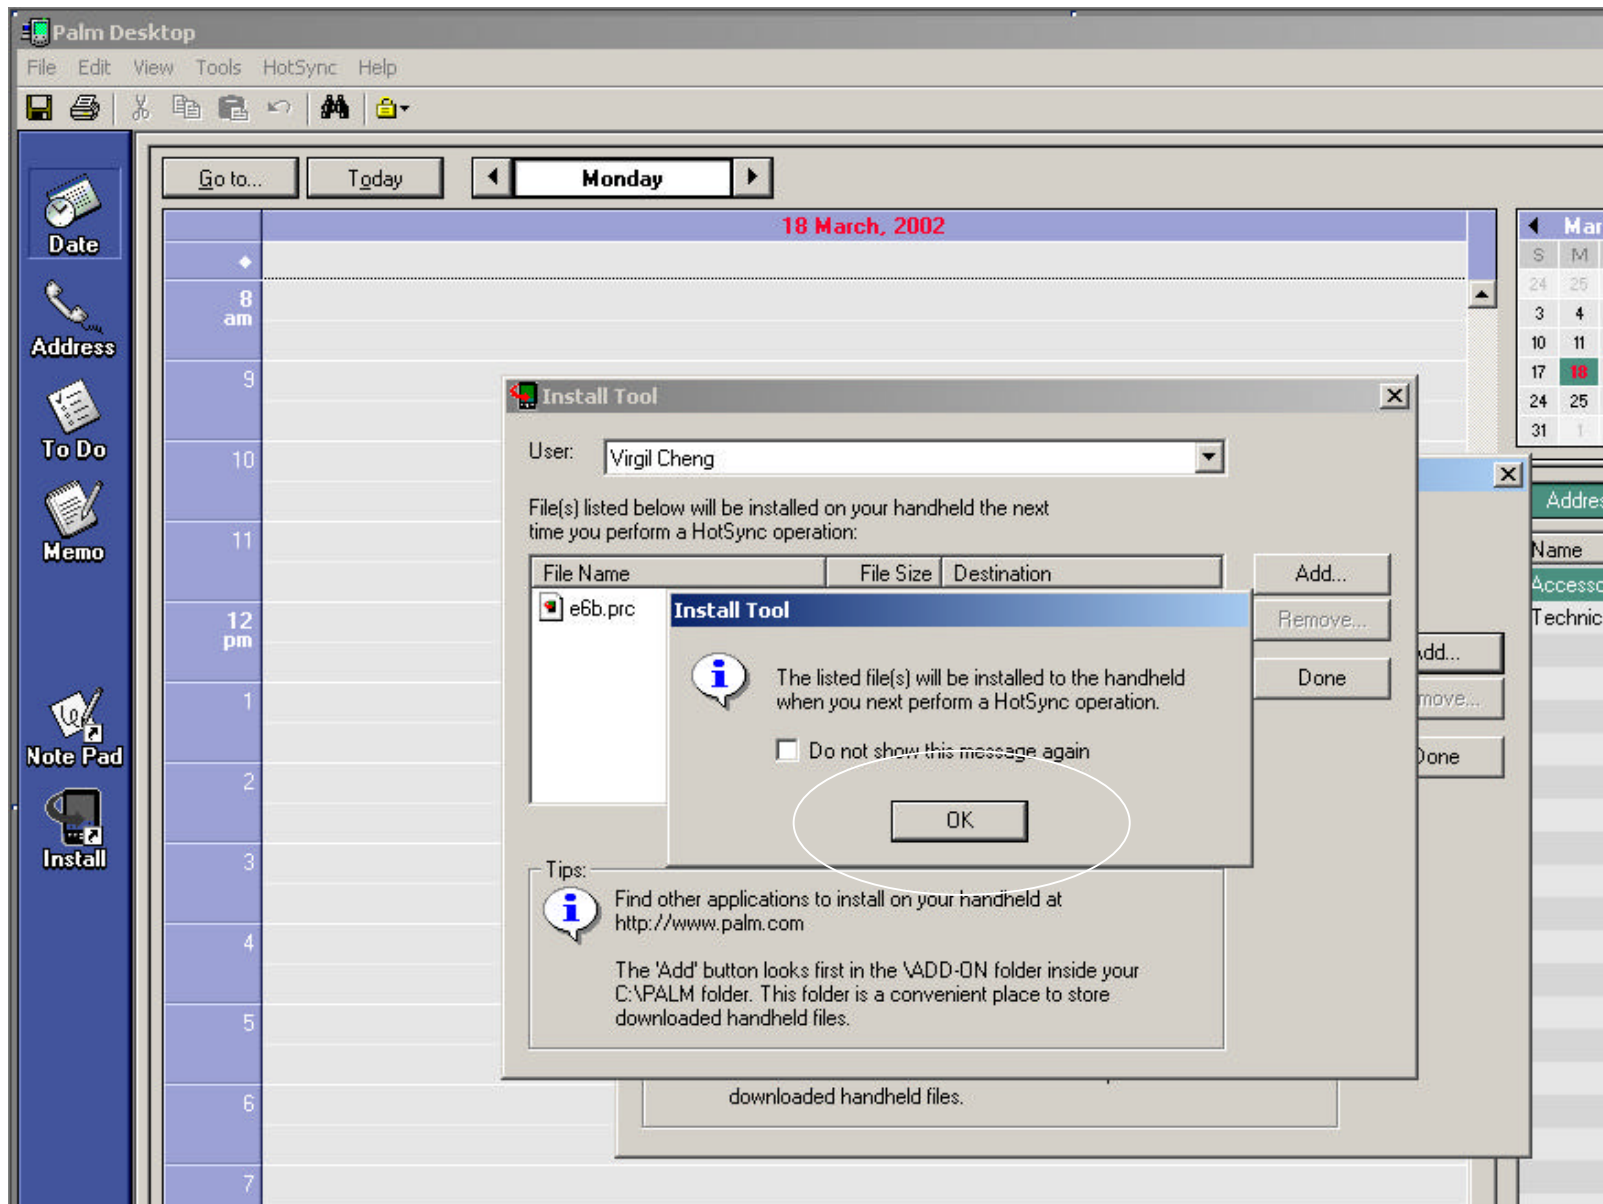 Palm Desktop
File Edit View Tools HotSync Help
Go to... Today Monday
18 March, 2002
Date
Address
To Do
Memo
Note Pad
Install
8
am
9
10
11
12
pm
1
2
3
4
5
6
7
Mar
S M
24 25
3 4
10 11
17 18
24 25
31 1
Install Tool
User: Virgil Cheng
File(s) listed below will be installed on your handheld the next
time you perform a HotSync operation:
File Name File Size Destination
e6b.prc
Add...
Remove...
Done
Install Tool
The listed file(s) will be installed to the handheld
when you next perform a HotSync operation.
Do not show this message again
OK
Tips:
Find other applications to install on your handheld at
http://www.palm.com
The 'Add' button looks first in the \ADD-ON folder inside your
C:\PALM folder. This folder is a convenient place to store
downloaded handheld files.
downloaded handheld files.
dd...
move...
Done
Addres
Name
Accesso
Technic